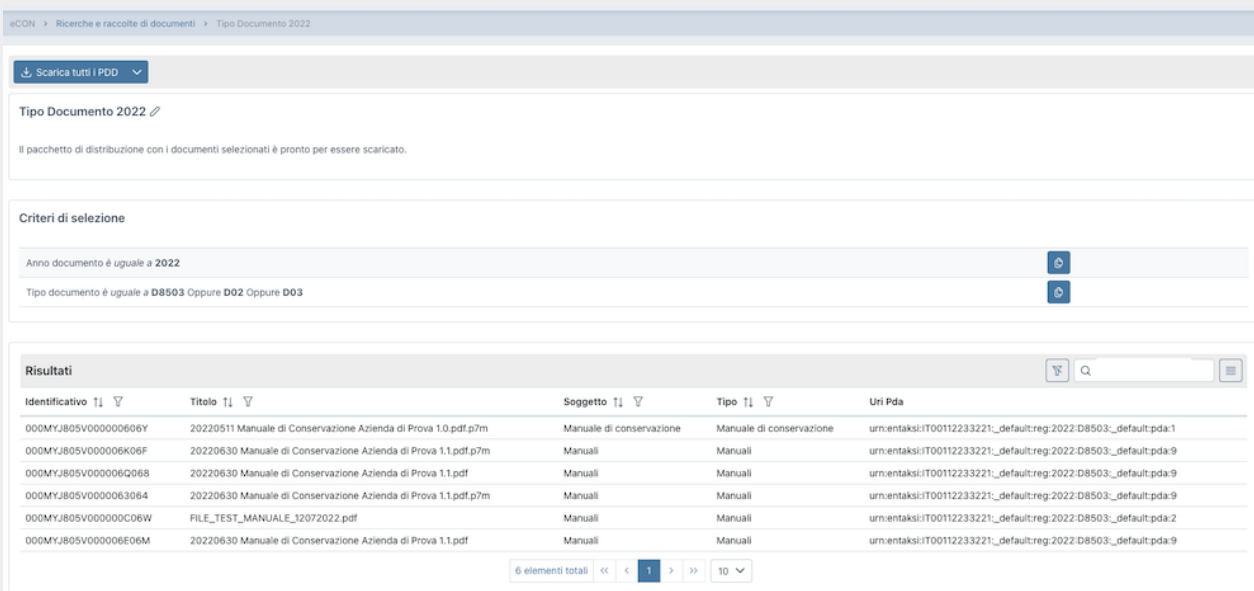 eCON > Ricerche e raccolte di documenti > Tipo Documento 2022
Scarica tutti i PDD
Tipo Documento 2022
Il pacchetto di distribuzione con i documenti selezionati è pronto per essere scaricato.
Criteri di selezione
Anno documento è uguale a 2022
Tipo documento è uguale a D8503 Oppure D02 Oppure D03
Risultati
Identificativo Titolo Soggetto Tipo Uri Pda
000MYJ805V000000606Y 20220511 Manuale di Conservazione Azienda di Prova 1.0.pdf.p7m Manuale di conservazione Manuale di conservazione urn:entaksi:IT00112233221:_default:reg:2022:D8503:_default:pda:1
000MYJ805V000006K06F 20220630 Manuale di Conservazione Azienda di Prova 1.1.pdf.p7m Manuali Manuali urn:entaksi:IT00112233221:_default:reg:2022:D8503:_default:pda:9
000MYJ805V000006Q068 20220630 Manuale di Conservazione Azienda di Prova 1.1.pdf Manuali Manuali urn:entaksi:IT00112233221:_default:reg:2022:D8503:_default:pda:9
000MYJ805V0000063064 20220630 Manuale di Conservazione Azienda di Prova 1.1.pdf.p7m Manuali Manuali urn:entaksi:IT00112233221:_default:reg:2022:D8503:_default:pda:9
000MYJ805V000000C06W FILE_TEST_MANUALE_12072022.pdf Manuali Manuali urn:entaksi:IT00112233221:_default:reg:2022:D8503:_default:pda:2
000MYJ805V000006E06M 20220630 Manuale di Conservazione Azienda di Prova 1.1.pdf Manuali Manuali urn:entaksi:IT00112233221:_default:reg:2022:D8503:_default:pda:9
6 elementi totali << < 1 > >> 10